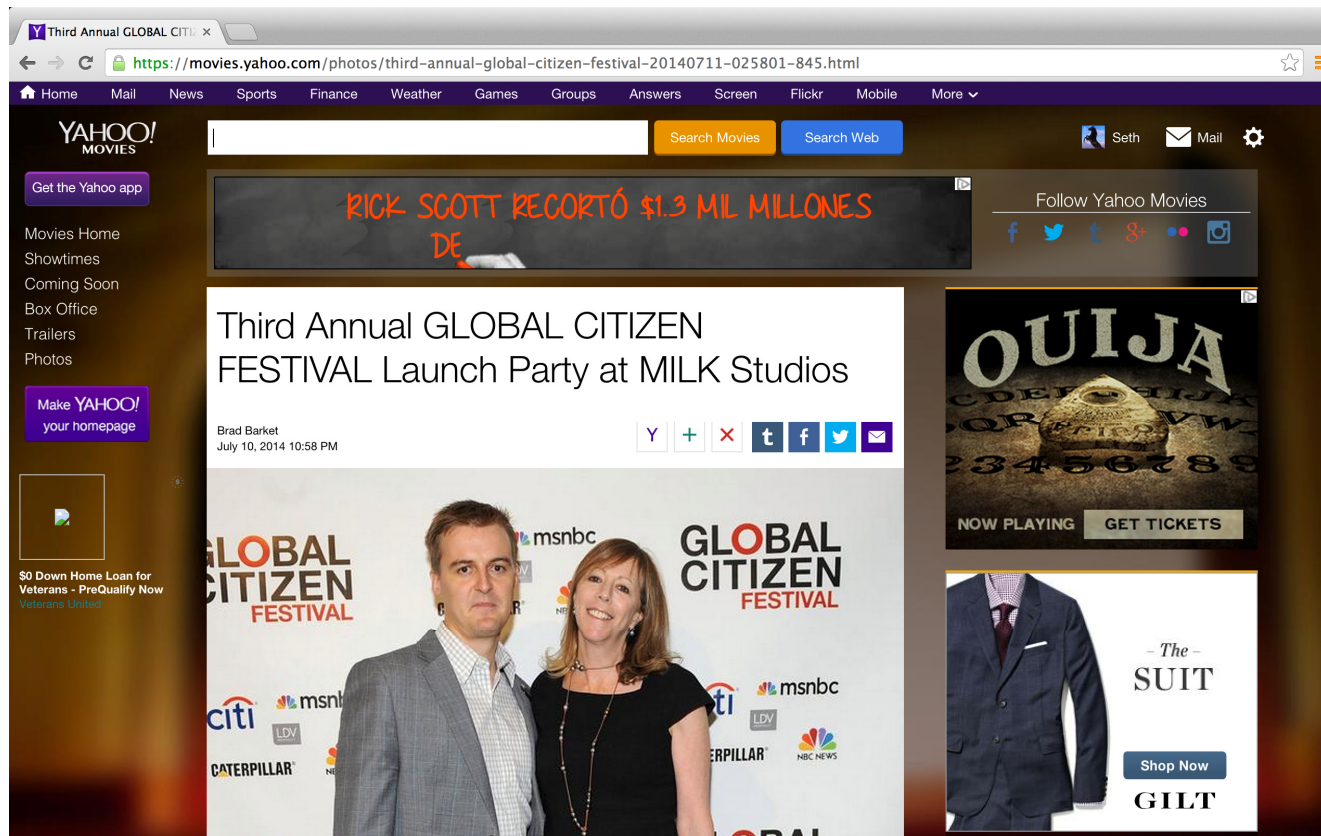 Third Annual GLOBAL CITI
https://movies.yahoo.com/photos/third-annual-global-citizen-festival-20140711-025801-845.html
Home Mail News Sports Finance Weather Games Groups Answers Screen Flickr Mobile More
YAHOO!
MOVIES
Search Movies Search Web
Seth Mail
Get the Yahoo app
Movies Home
Showtimes
Coming Soon
Box Office
Trailers
Photos
Make YAHOO!
your homepage
$0 Down Home Loan for
Veterans - PreQualify Now
Veterans United
RICK SCOTT RECORTÓ $1.3 MIL MILLONES
DE
Follow Yahoo Movies
Third Annual GLOBAL CITIZEN
FESTIVAL Launch Party at MILK Studios
Brad Barket
July 10, 2014 10:58 PM
GLOBAL
CITIZEN
FESTIVAL
msnbc
GLOBAL
CITIZEN
FESTIVAL
citi
msnb
LDV
CATERPILLAR
NE
ti
msnbc
LDV
ERPILLAR
NBC NEWS
OUIJA
NOW PLAYING GET TICKETS
- The -
SUIT
Shop Now
GILT